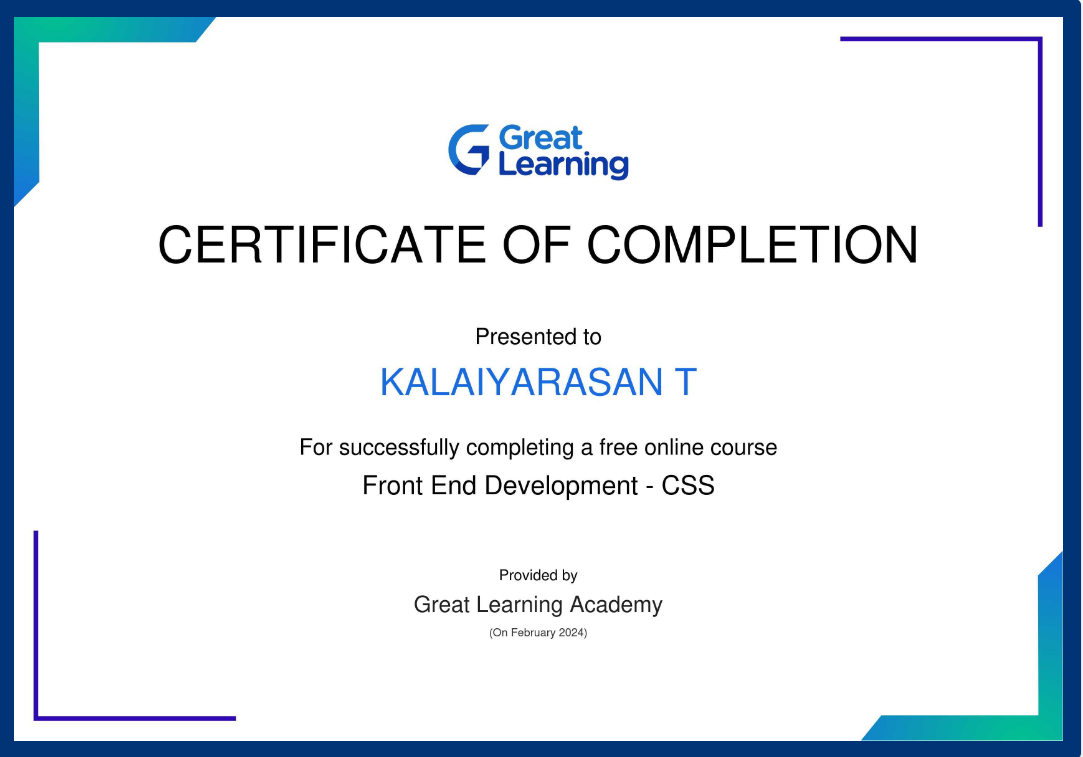 Great
Learning
CERTIFICATE OF COMPLETION
Presented to
KALAIYARASAN T
For successfully completing a free online course
Front End Development - CSS
Provided by
Great Learning Academy
(On February 2024)